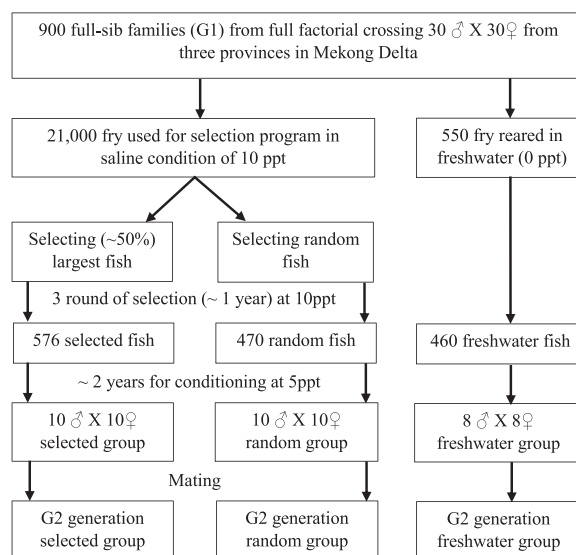 900 full-sib families (G1) from full factorial crossing 30 ♂ X 30♀ from
three provinces in Mekong Delta
21,000 fry used for selection program in
saline condition of 10 ppt
550 fry reared in
freshwater (0 ppt)
Selecting (~50%)
largest fish
Selecting random
fish
3 round of selection (~ 1 year) at 10ppt
576 selected fish
470 random fish
460 freshwater fish
~ 2 years for conditioning at 5ppt
10 ♂ X 10♀
selected group
10 ♂ X 10♀
random group
8 ♂ X 8♀
freshwater group
Mating
G2 generation
selected group
G2 generation
random group
G2 generation
freshwater group